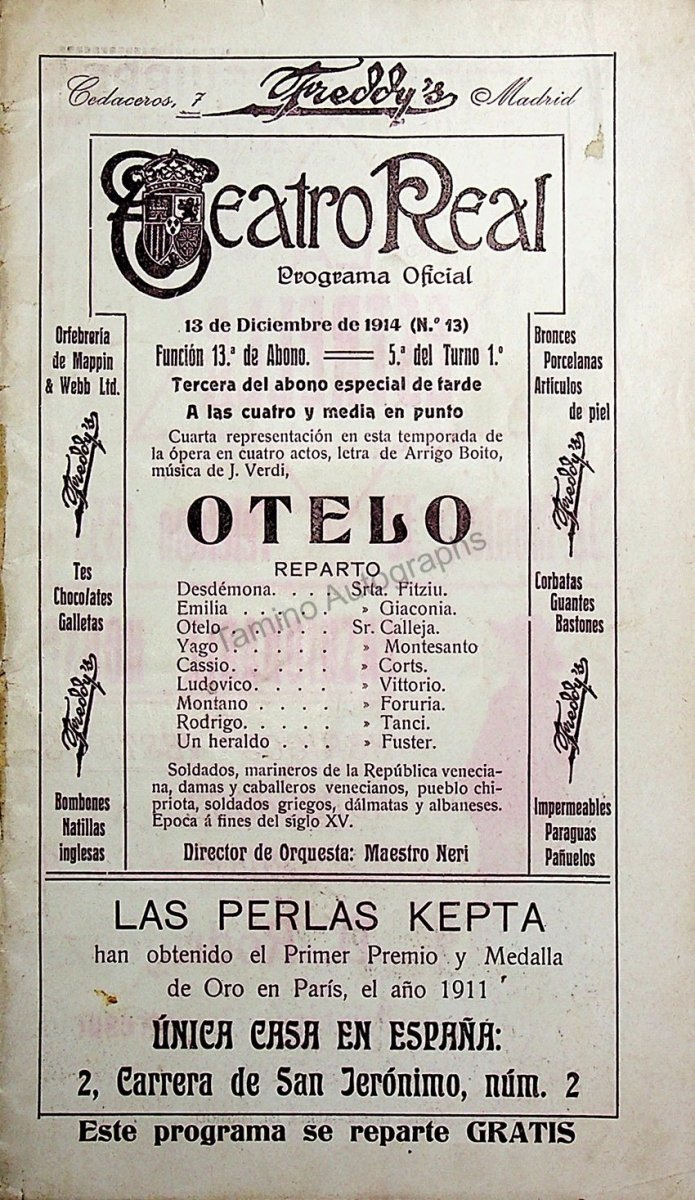 Cedaceros, 7 Freddy's Madrid
Teatro Real
Programa Oficial
13 de Diciembre de 1914 (N.º 13)
Función 13.ª de Abono. 5.ª del Turno 1.º
Tercera del abono especial de tarde
A las cuatro y media en punto
Cuarta representación en esta temporada de
la ópera en cuatro actos, letra de Arrigo Boito,
música de J. Verdi,
OTELO
REPARTO
Desdémona. . . . Srta. Fitziu.
Emilia . . . . . » Giaconia.
Otelo . . . . . . Sr. Calleja.
Yago . . . . . » Montesanto
Cassio. . . . . . » Corts.
Ludovico. . . . . » Vittorio.
Montano . . . . » Foruria.
Rodrigo. . . . . » Tanci.
Un heraldo . . . » Fuster.
Soldados, marineros de la República venecia-
na, damas y caballeros venecianos, pueblo chi-
priota, soldados griegos, dálmatas y albaneses.
Epoca á fines del siglo XV.
Director de Orquesta: Maestro Neri
Orfebrería
de Mappin
& Webb Ltd.
Freddy's
Tes
Chocolates
Galletas
Freddy's
Bombones
Natillas
inglesas
Bronces
Porcelanas
Artículos
de piel
Freddy's
Corbatas
Guantes
Bastones
Freddy's
Impermeables
Paraguas
Pañuelos
LAS PERLAS KEPTA
han obtenido el Primer Premio y Medalla
de Oro en París, el año 1911
ÚNICA CASA EN ESPAÑA:
2, Carrera de San Jerónimo, núm. 2
Este programa se reparte GRATIS
Tamino Autographs